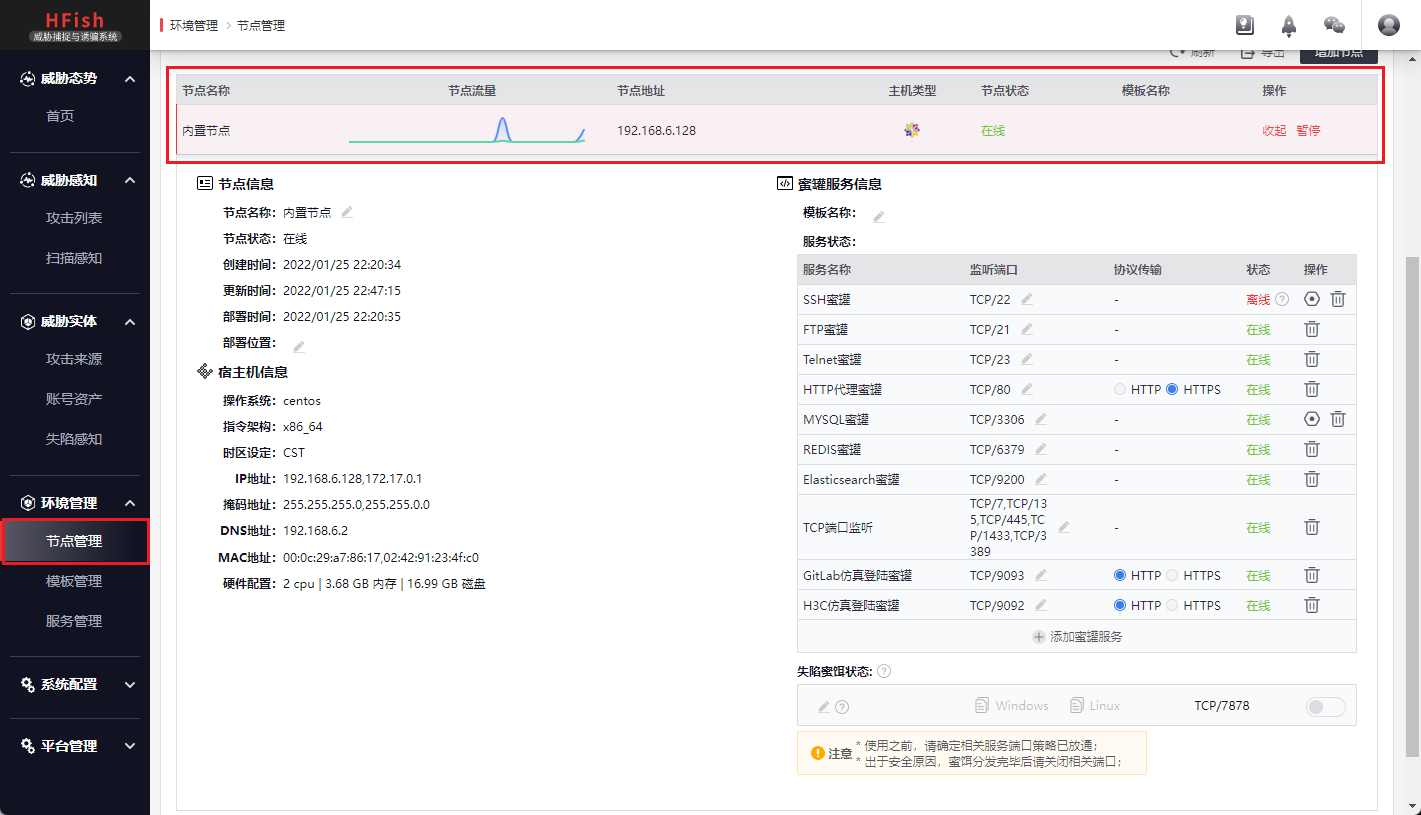 HFish
威胁捕捉与诱骗系统
环境管理 > 节点管理
威胁态势
首页
威胁感知
攻击列表
扫描感知
威胁实体
攻击来源
账号资产
失陷感知
环境管理
节点管理
模板管理
服务管理
系统配置
平台管理
刷新 导出 增加节点
节点名称 节点流量 节点地址 主机类型 节点状态 模板名称 操作
内置节点 192.168.6.128 在线 收起 暂停
节点信息
节点名称: 内置节点
节点状态: 在线
创建时间: 2022/01/25 22:20:34
更新时间: 2022/01/25 22:47:15
部署时间: 2022/01/25 22:20:35
部署位置:
宿主机信息
操作系统: centos
指令架构: x86_64
时区设定: CST
IP地址: 192.168.6.128,172.17.0.1
掩码地址: 255.255.255.0,255.255.0.0
DNS地址: 192.168.6.2
MAC地址: 00:0c:29:a7:86:17,02:42:91:23:4f:c0
硬件配置: 2 cpu | 3.68 GB 内存 | 16.99 GB 磁盘
蜜罐服务信息
模板名称:
服务状态:
服务名称 监听端口 协议传输 状态 操作
SSH蜜罐 TCP/22 - 离线 ?
FTP蜜罐 TCP/21 - 在线
Telnet蜜罐 TCP/23 - 在线
HTTP代理蜜罐 TCP/80 HTTP HTTPS 在线
MYSQL蜜罐 TCP/3306 - 在线
REDIS蜜罐 TCP/6379 - 在线
Elasticsearch蜜罐 TCP/9200 - 在线
TCP端口监听 - 在线
TCP/7,TCP/13
5,TCP/445,TC
P/1433,TCP/3
389
GitLab仿真登陆蜜罐 TCP/9093 HTTP HTTPS 在线
H3C仿真登陆蜜罐 TCP/9092 HTTP HTTPS 在线
添加蜜罐服务
失陷蜜饵状态: ?
? Windows Linux TCP/7878
注意
* 使用之前，请确定相关服务端口策略已放通；
* 出于安全原因，蜜饵分发完毕后请关闭相关端口；